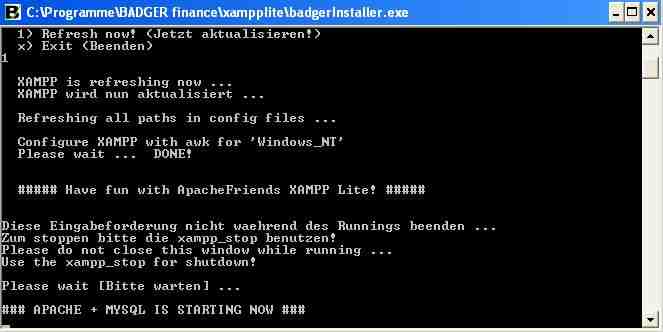 C:\Programme\BADGER finance\xampplite\badgerInstaller.exe
1) Refresh now! (Jetzt aktualisieren!)
x) Exit (Beenden)
1
XAMPP is refreshing now ...
XAMPP wird nun aktualisiert ...
Refreshing all paths in config files ...
Configure XAMPP with awk for 'Windows_NT'
Please wait ... DONE!
##### Have fun with ApacheFriends XAMPP Lite! #####
Diese Eingabeforderung nicht waehrend des Runnings beenden ...
Zum stoppen bitte die xampp_stop benutzen!
Please do not close this window while running ...
Use the xampp_stop for shutdown!
Please wait [Bitte warten] ...
### APACHE + MYSQL IS STARTING NOW ###